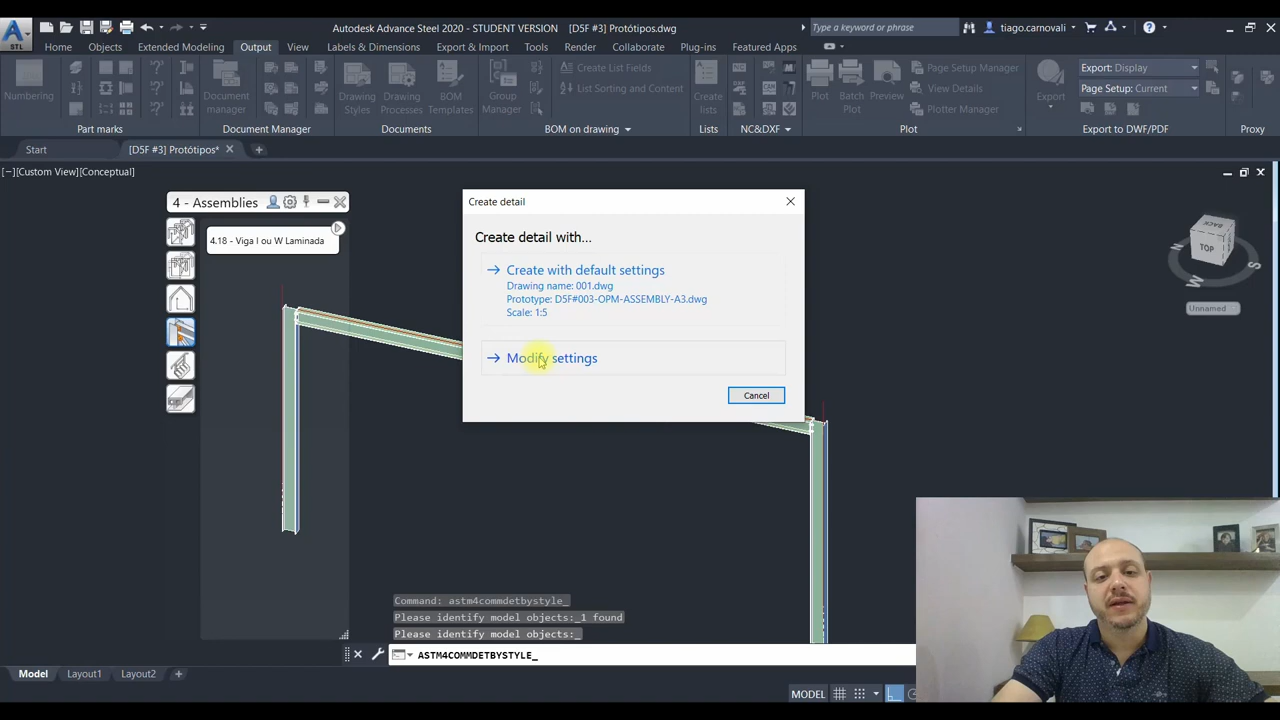 Autodesk Advance Steel 2020 - STUDENT VERSION [D5F #3] Protótipos.dwg
Type a keyword or phrase
tiago.carnovali
STL
Home Objects Extended Modeling Output View Labels & Dimensions Export & Import Tools Render Collaborate Plug-ins Featured Apps
Numbering
Part marks
Document manager
Document Manager
Drawing Styles
Drawing Processes
BOM Templates
Documents
Group Manager
Create List Fields
List Sorting and Content
BOM on drawing
Create lists
Lists
NC
DXF
NC&DXF
Plot
Batch Plot
Preview
Page Setup Manager
View Details
Plotter Manager
Plot
Export
Export: Display
Page Setup: Current
Export to DWF/PDF
Proxy
Start
[D5F #3] Protótipos*
[−][Custom View][Conceptual]
4 - Assemblies
4.18 - Viga I ou W Laminada
Create detail
Create detail with...
Create with default settings
Drawing name: 001.dwg
Prototype: D5F#003-OPM-ASSEMBLY-A3.dwg
Scale: 1:5
Modify settings
Cancel
BACK
TOP
W
S
Unnamed
Command: astm4commdetbystyle_
Please identify model objects:_1 found
Please identify model objects:_
ASTM4COMMDETBYSTYLE_
Model Layout1 Layout2
MODEL